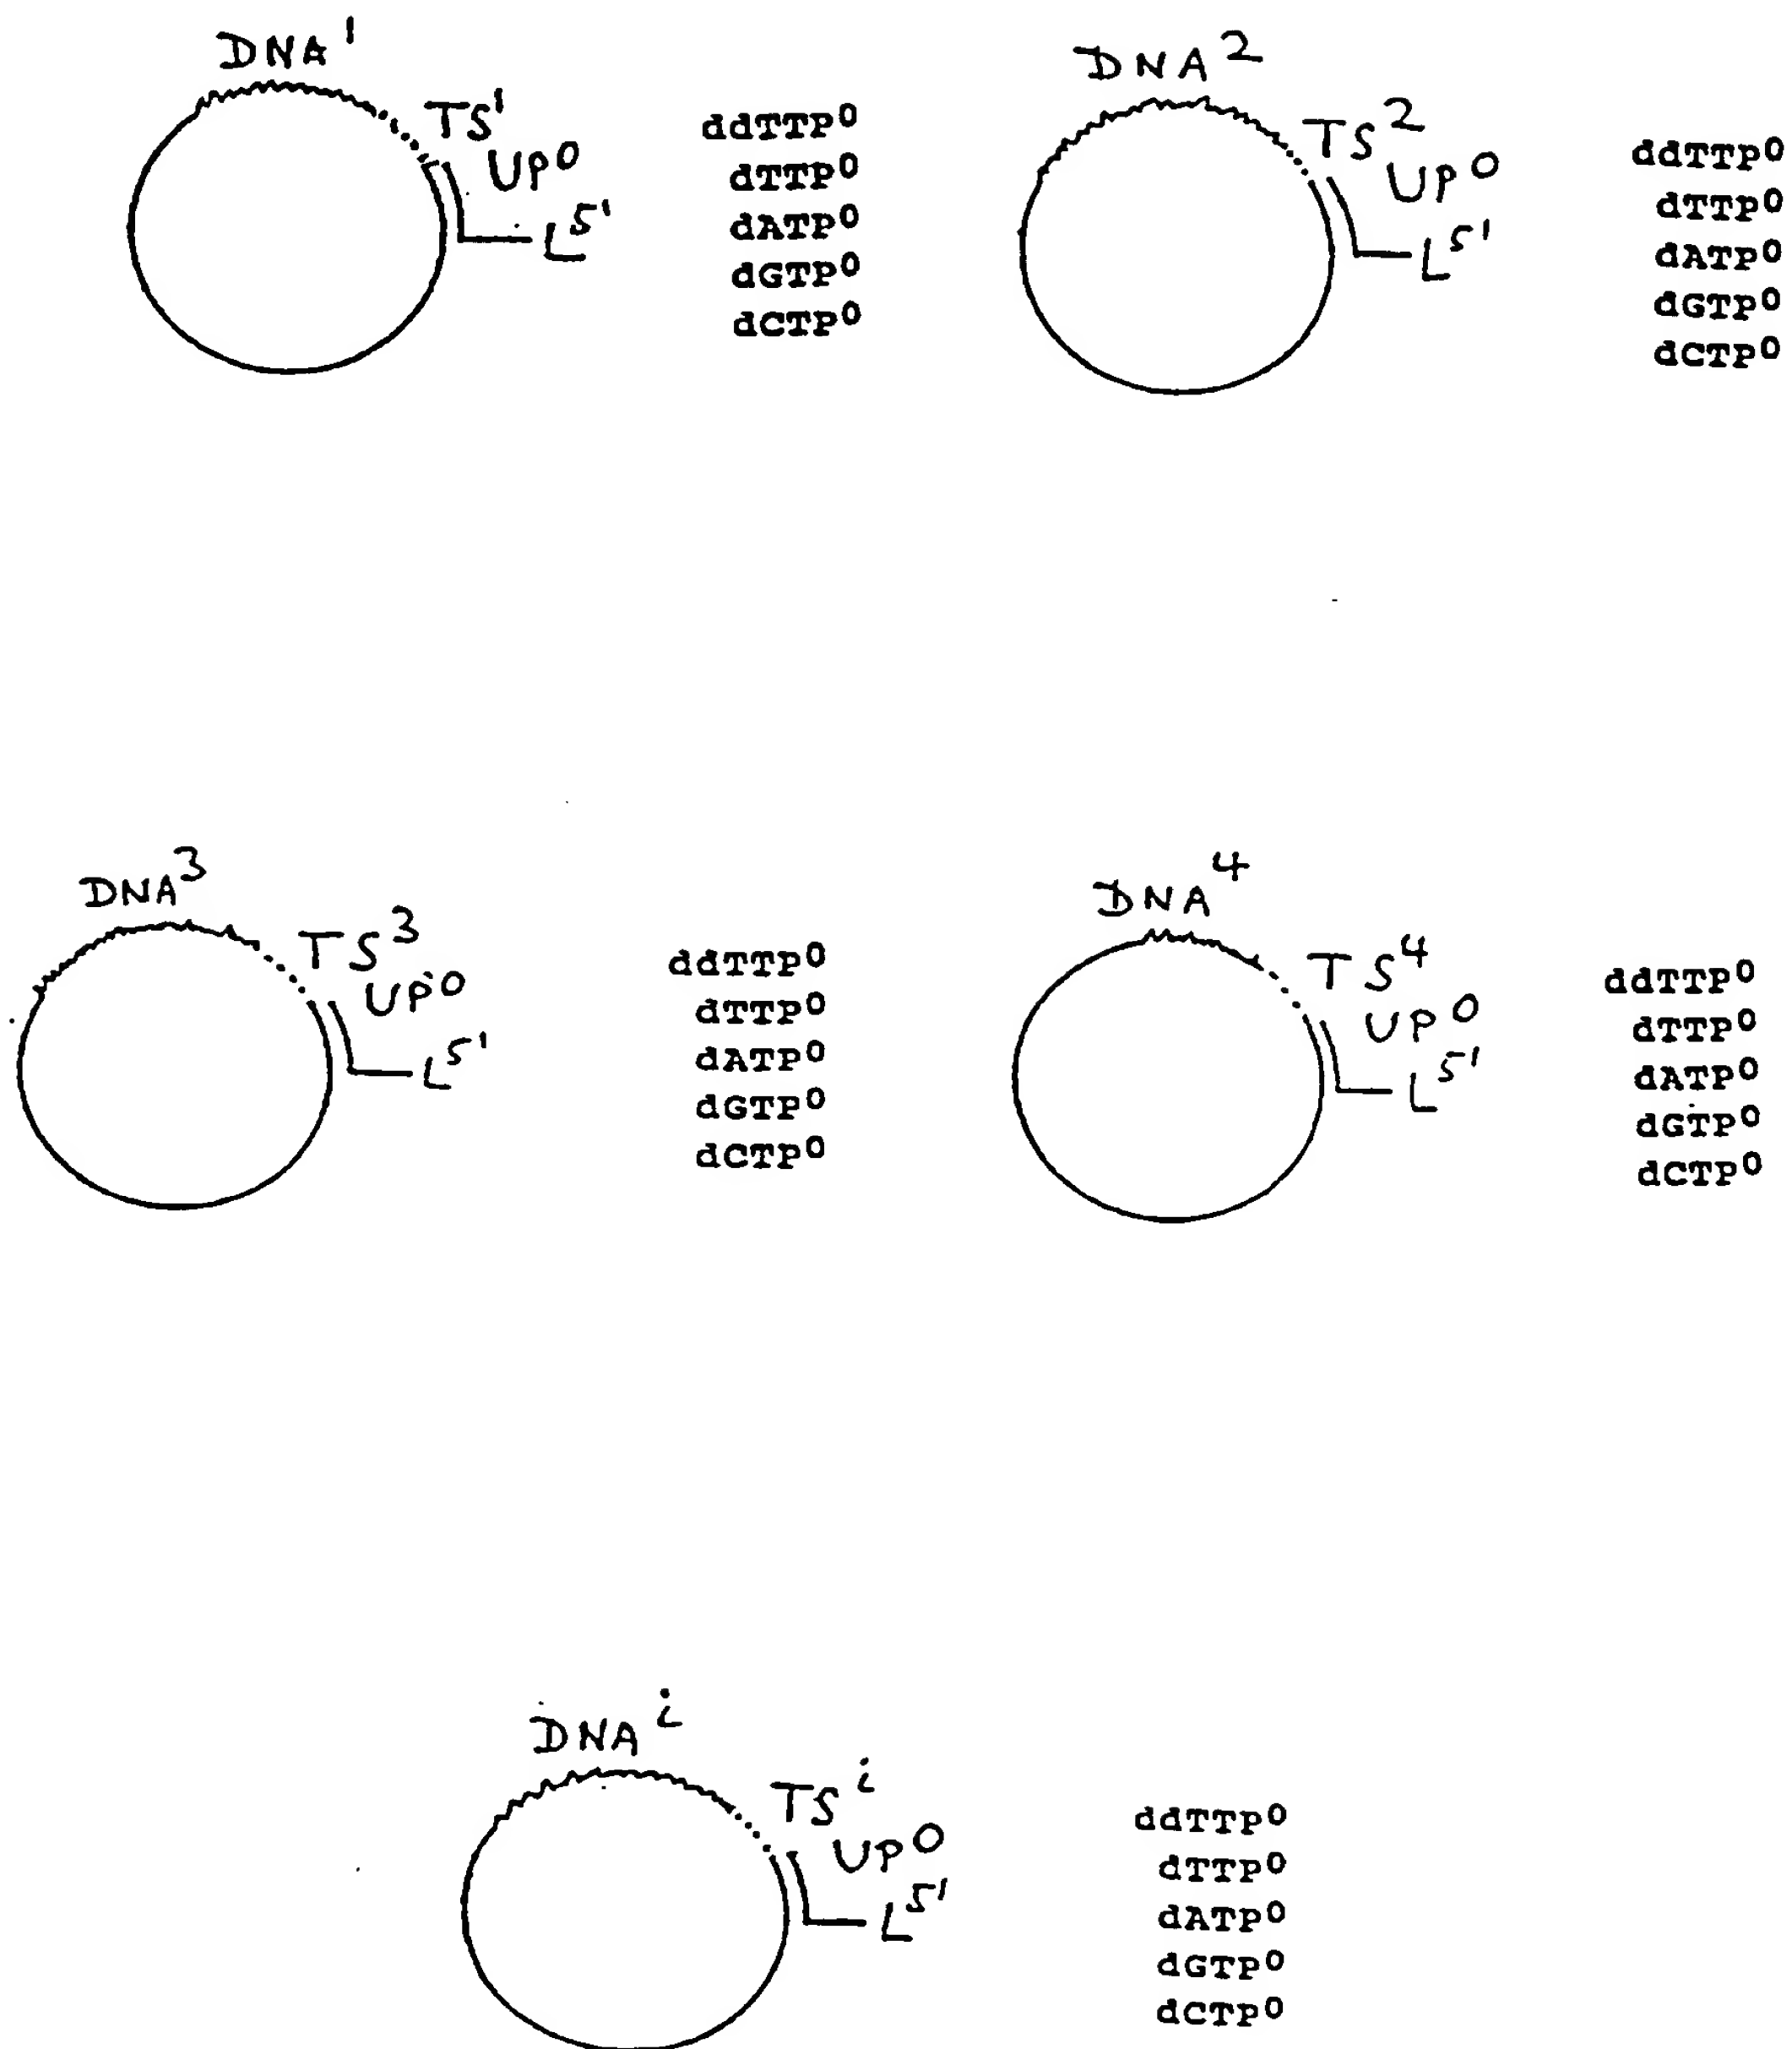 DNA¹
TS¹
UP⁰
L⁵'
ddTTP⁰
dTTP⁰
dATP⁰
dGTP⁰
dCTP⁰
DNA²
TS²
UP⁰
L⁵'
ddTTP⁰
dTTP⁰
dATP⁰
dGTP⁰
dCTP⁰
DNA³
TS³
UP⁰
L⁵'
ddTTP⁰
dTTP⁰
dATP⁰
dGTP⁰
dCTP⁰
DNA⁴
TS⁴
UP⁰
L⁵'
ddTTP⁰
dTTP⁰
dATP⁰
dGTP⁰
dCTP⁰
DNAⁱ
TSⁱ
UP⁰
L⁵'
ddTTP⁰
dTTP⁰
dATP⁰
dGTP⁰
dCTP⁰